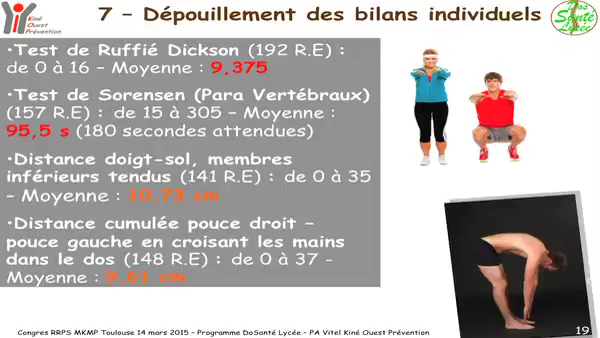 Kiné
Ouest
Prévention
7 – Dépouillement des bilans individuels
Dos
Santé
Lycée
•Test de Ruffié Dickson (192 R.E) :
de 0 à 16 – Moyenne : 9,375
•Test de Sorensen (Para Vertébraux)
(157 R.E) : de 15 à 305 – Moyenne :
95,5 s (180 secondes attendues)
•Distance doigt-sol, membres
inférieurs tendus (141 R.E) : de 0 à 35
– Moyenne : 10,73 cm
•Distance cumulée pouce droit –
pouce gauche en croisant les mains
dans le dos (148 R.E) : de 0 à 37 -
Moyenne : 9,61 cm
Congres RRPS MKMP Toulouse 14 mars 2015 – Programme DoSanté Lycée – PA Vitel Kiné Ouest Prévention
19